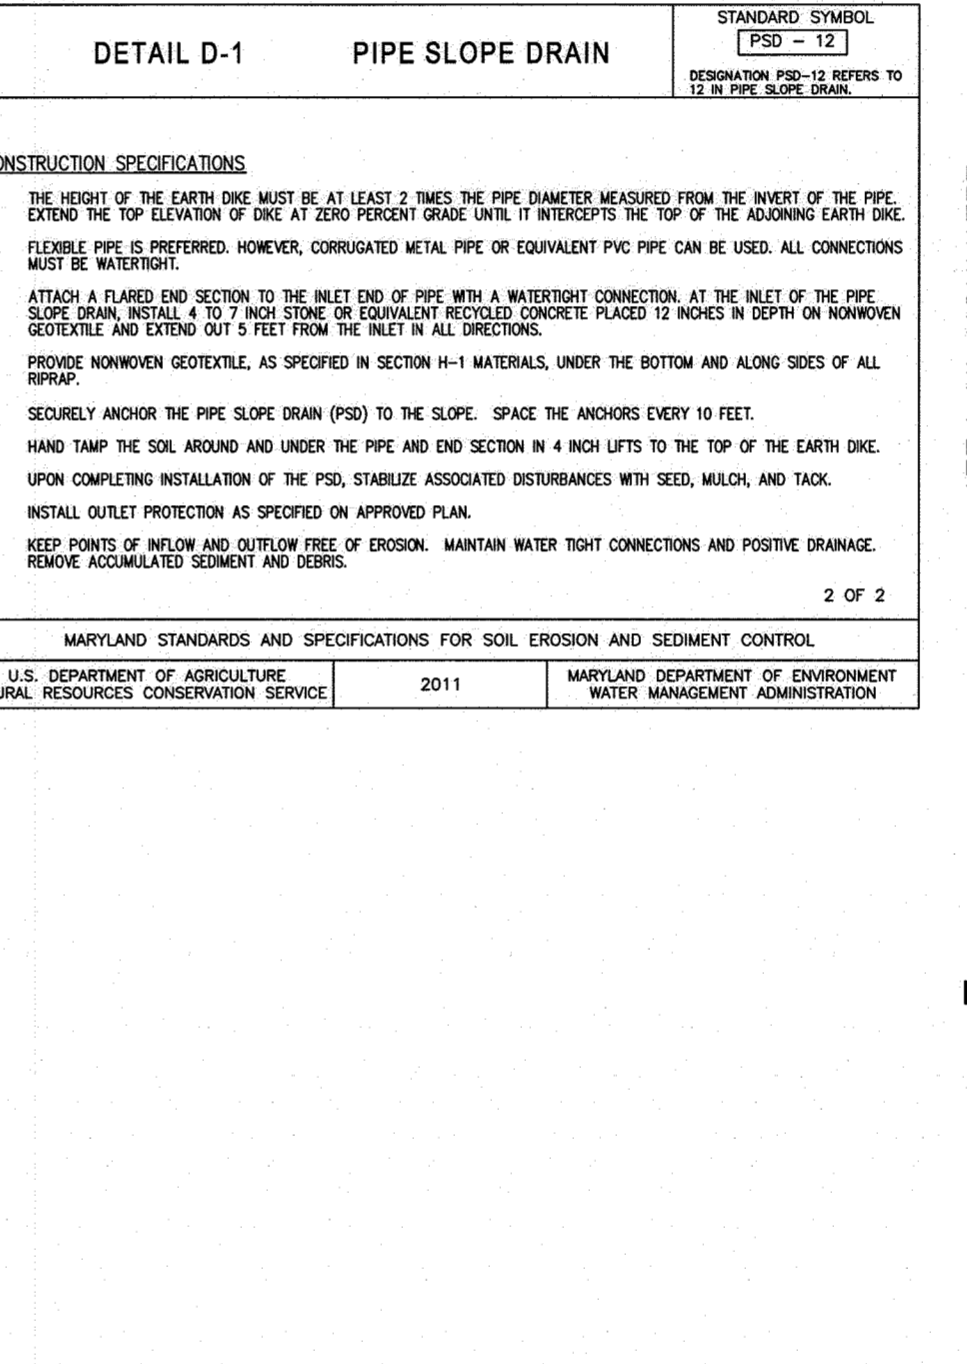 STANDARD SYMBOL
DETAIL D-1 PIPE SLOPE DRAIN
PSD - 12
DESIGNATION PSD-12 REFERS TO
12 IN PIPE SLOPE DRAIN.
ONSTRUCTION SPECIFICATIONS
THE HEIGHT OF THE EARTH DIKE MUST BE AT LEAST 2 TIMES THE PIPE DIAMETER MEASURED FROM THE INVERT OF THE PIPE.
EXTEND THE TOP ELEVATION OF DIKE AT ZERO PERCENT GRADE UNTIL IT INTERCEPTS THE TOP OF THE ADJOINING EARTH DIKE.
FLEXIBLE PIPE IS PREFERRED. HOWEVER, CORRUGATED METAL PIPE OR EQUIVALENT PVC PIPE CAN BE USED. ALL CONNECTIONS
MUST BE WATERTIGHT.
ATTACH A FLARED END SECTION TO THE INLET END OF PIPE WITH A WATERTIGHT CONNECTION. AT THE INLET OF THE PIPE
SLOPE DRAIN, INSTALL 4 TO 7 INCH STONE OR EQUIVALENT RECYCLED CONCRETE PLACED 12 INCHES IN DEPTH ON NONWOVEN
GEOTEXTILE AND EXTEND OUT 5 FEET FROM THE INLET IN ALL DIRECTIONS.
PROVIDE NONWOVEN GEOTEXTILE, AS SPECIFIED IN SECTION H-1 MATERIALS, UNDER THE BOTTOM AND ALONG SIDES OF ALL
RIPRAP.
SECURELY ANCHOR THE PIPE SLOPE DRAIN (PSD) TO THE SLOPE. SPACE THE ANCHORS EVERY 10 FEET.
HAND TAMP THE SOIL AROUND AND UNDER THE PIPE AND END SECTION IN 4 INCH LIFTS TO THE TOP OF THE EARTH DIKE.
UPON COMPLETING INSTALLATION OF THE PSD, STABILIZE ASSOCIATED DISTURBANCES WITH SEED, MULCH, AND TACK.
INSTALL OUTLET PROTECTION AS SPECIFIED ON APPROVED PLAN.
KEEP POINTS OF INFLOW AND OUTFLOW FREE OF EROSION. MAINTAIN WATER TIGHT CONNECTIONS AND POSITIVE DRAINAGE.
REMOVE ACCUMULATED SEDIMENT AND DEBRIS.
2 OF 2
MARYLAND STANDARDS AND SPECIFICATIONS FOR SOIL EROSION AND SEDIMENT CONTROL
U.S. DEPARTMENT OF AGRICULTURE
URAL RESOURCES CONSERVATION SERVICE
2011
MARYLAND DEPARTMENT OF ENVIRONMENT
WATER MANAGEMENT ADMINISTRATION